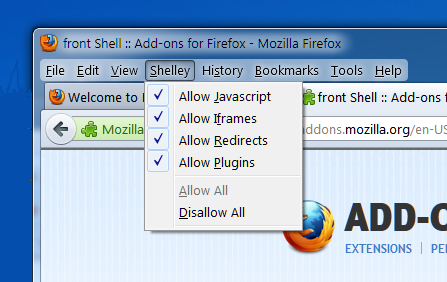 front Shell :: Add-ons for Firefox - Mozilla Firefox
File Edit View Shelley History Bookmarks Tools Help
Welcome to front Shell :: Add-ons f
Mozilla addons.mozilla.org/en-US
Allow Javascript
Allow Iframes
Allow Redirects
Allow Plugins
Allow All
Disallow All
ADD-O
EXTENSIONS | PE